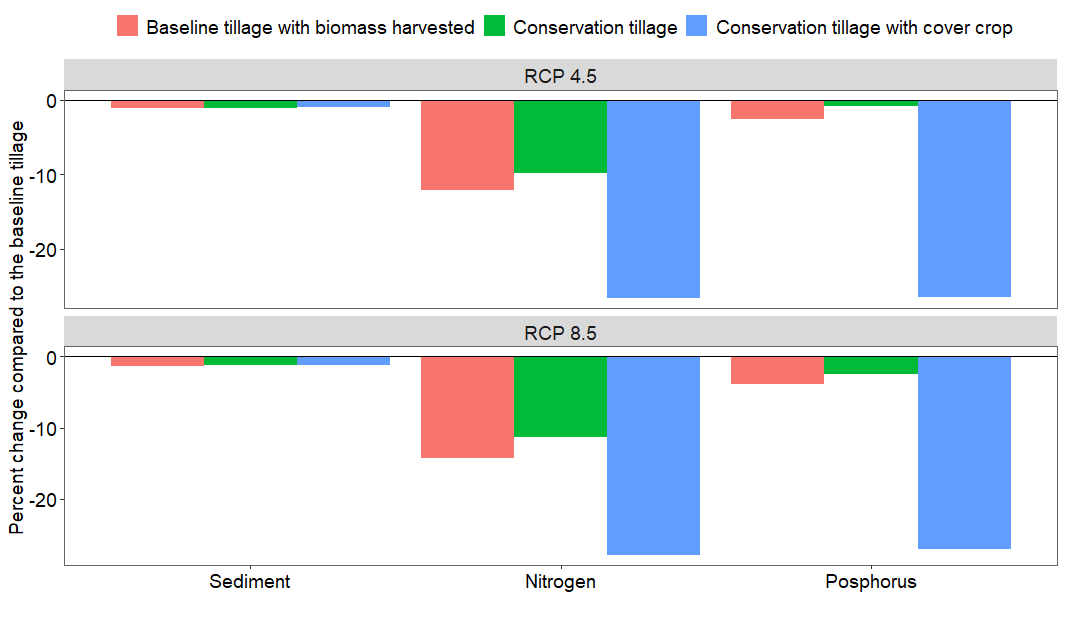 Baseline tillage with biomass harvested Conservation tillage Conservation tillage with cover crop
RCP 4.5
0
-10
-20
Percent change compared to the baseline tillage
RCP 8.5
0
-10
-20
Sediment Nitrogen Posphorus